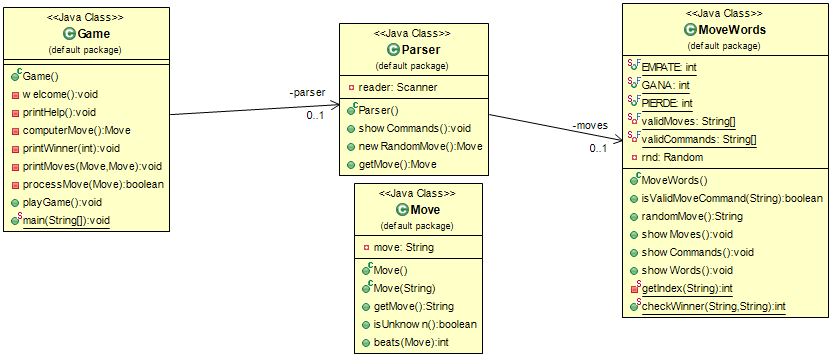 <<Java Class>>
Game
(default package)
Game()
welcome():void
printHelp():void
computerMove():Move
printWinner(int):void
printMoves(Move,Move):void
processMove(Move):boolean
playGame():void
main(String[]):void
-parser
0..1
<<Java Class>>
Parser
(default package)
reader: Scanner
Parser()
showCommands():void
newRandomMove():Move
getMove():Move
-moves
0..1
<<Java Class>>
Move
(default package)
move: String
Move()
Move(String)
getMove():String
isUnknown():boolean
beats(Move):int
<<Java Class>>
MoveWords
(default package)
EMPATE: int
GANA: int
PIERDE: int
validMoves: String[]
validCommands: String[]
rnd: Random
MoveWords()
isValidMoveCommand(String):boolean
randomMove():String
showMoves():void
showCommands():void
showWords():void
getIndex(String):int
checkWinner(String,String):int